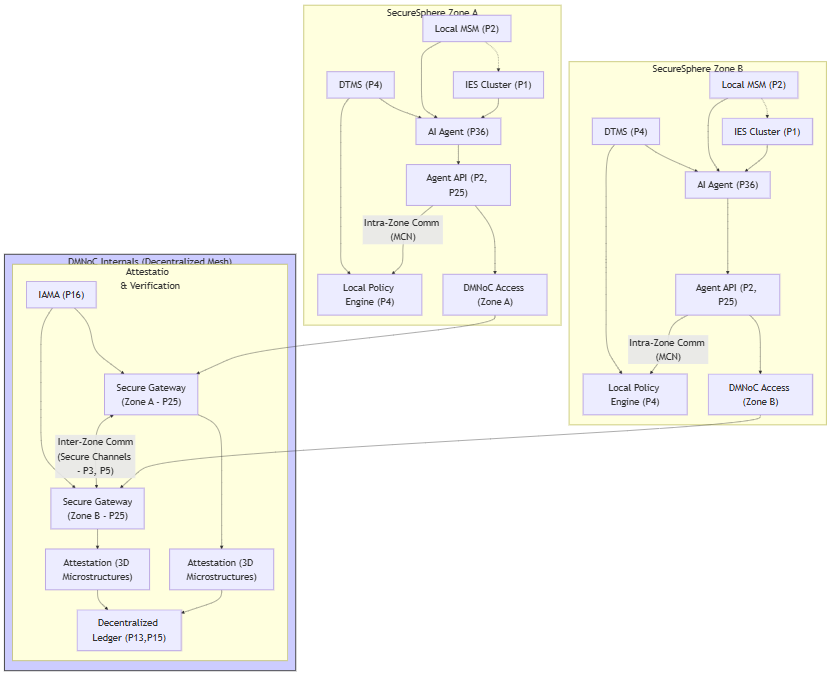 SecureSphere Zone A
Local MSM (P2)
DTMS (P4)
IES Cluster (P1)
AI Agent (P36)
Agent API (P2,
P25)
Intra-Zone Comm
(MCN)
Local Policy
Engine (P4)
DMNoC Access
(Zone A)
SecureSphere Zone B
Local MSM (P2)
DTMS (P4)
IES Cluster (P1)
AI Agent (P36)
Agent API (P2,
P25)
Intra-Zone Comm
(MCN)
Local Policy
Engine (P4)
DMNoC Access
(Zone B)
DMNoC Internals (Decentralized Mesh)
Attestatio
& Verification
IAMA (P16)
Secure Gateway
(Zone A - P25)
Inter-Zone Comm
(Secure Channels
- P3, P5)
Secure Gateway
(Zone B - P25)
Attestation (3D
Microstructures)
Attestation (3D
Microstructures)
Decentralized
Ledger (P13,P15)